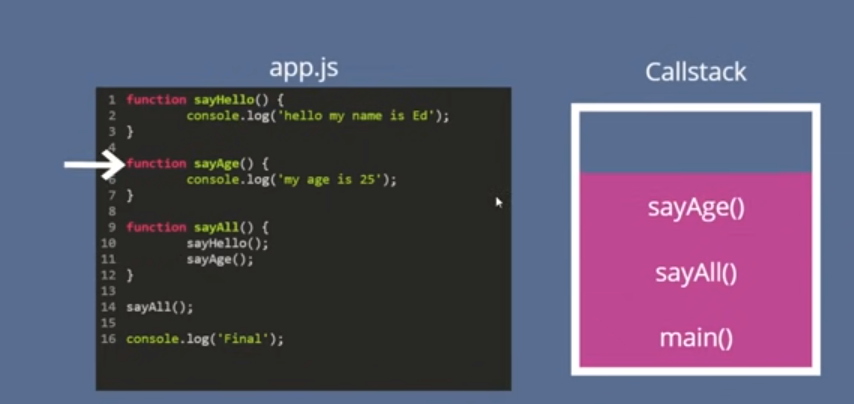 app.js
1 function sayHello() {
2 console.log('hello my name is Ed');
3 }
4
function sayAge() {
6 console.log('my age is 25');
7 }
8
9 function sayAll() {
10 sayHello();
11 sayAge();
12 }
13
14 sayAll();
15
16 console.log('Final');
Callstack
sayAge()
sayAll()
main()